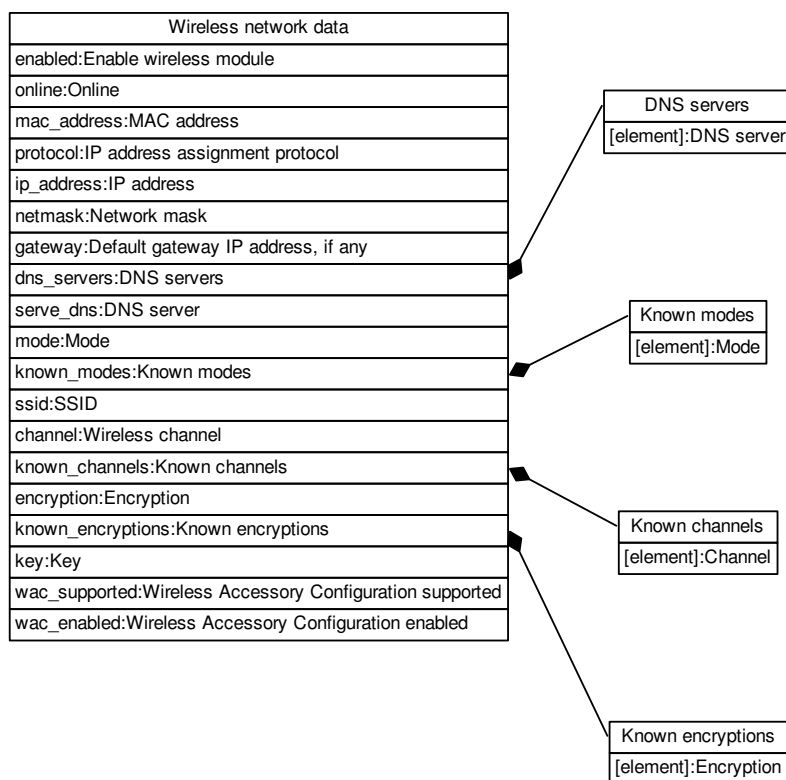 Wireless network data
enabled:Enable wireless module
online:Online
mac_address:MAC address
protocol:IP address assignment protocol
ip_address:IP address
netmask:Network mask
gateway:Default gateway IP address, if any
dns_servers:DNS servers
serve_dns:DNS server
mode:Mode
known_modes:Known modes
ssid:SSID
channel:Wireless channel
known_channels:Known channels
encryption:Encryption
known_encryptions:Known encryptions
key:Key
wac_supported:Wireless Accessory Configuration supported
wac_enabled:Wireless Accessory Configuration enabled
DNS servers
[element]:DNS server
Known modes
[element]:Mode
Known channels
[element]:Channel
Known encryptions
[element]:Encryption